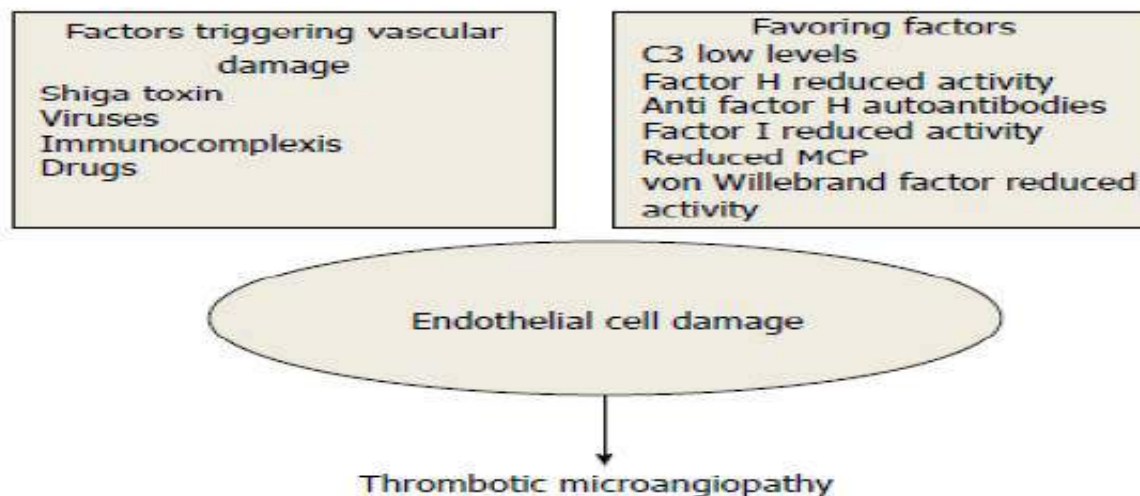 Factors triggering vascular
damage
Shiga toxin
Viruses
Immunocomplexis
Drugs
Favoring factors
C3 low levels
Factor H reduced activity
Anti factor H autoantibodies
Factor I reduced activity
Reduced MCP
von Willebrand factor reduced
activity
Endothelial cell damage
Thrombotic microangiopathy